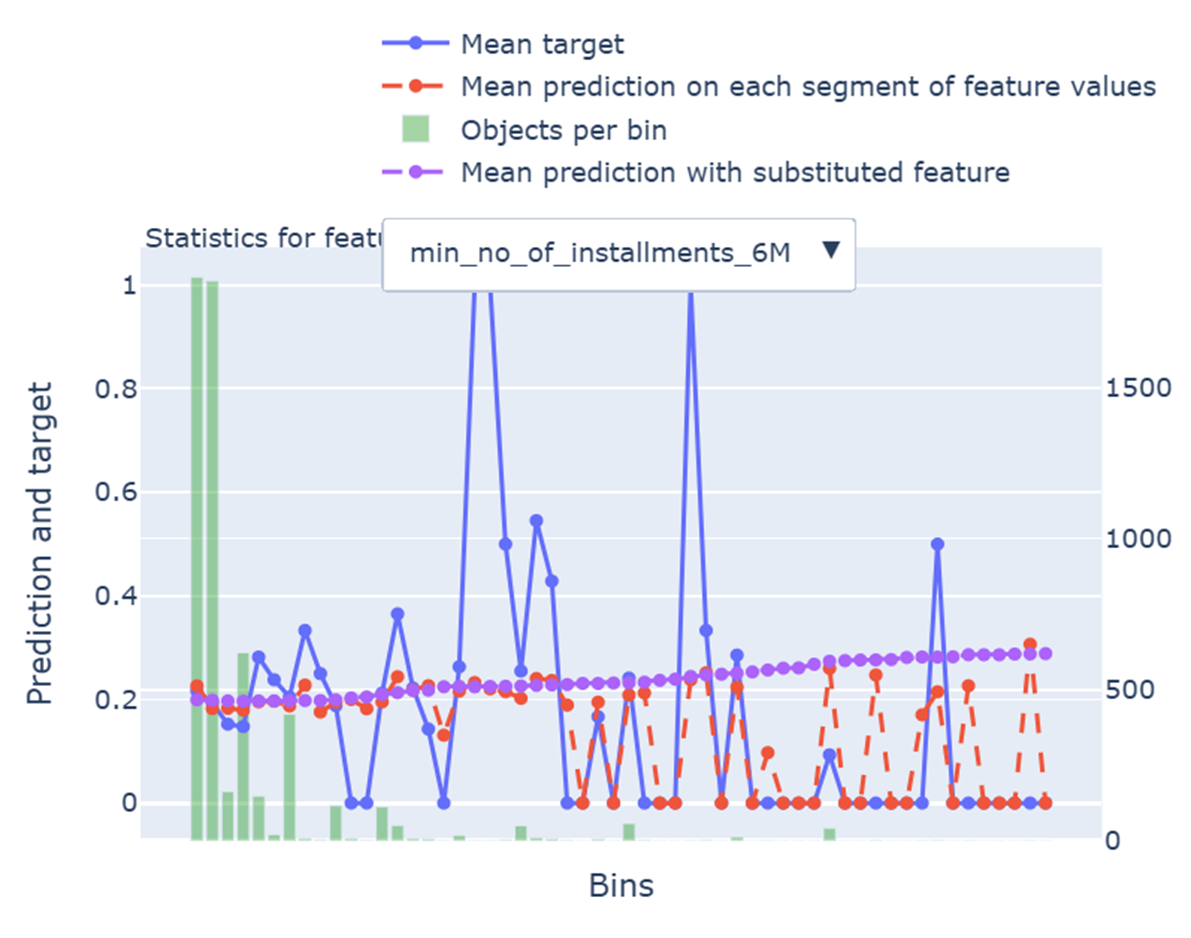 Mean target
Mean prediction on each segment of feature values
Objects per bin
Mean prediction with substituted feature
Statistics for featu
min_no_of_installments_6M ▼
1
0.8
0.6
0.4
0.2
0
1500
1000
500
0
Prediction and target
Bins